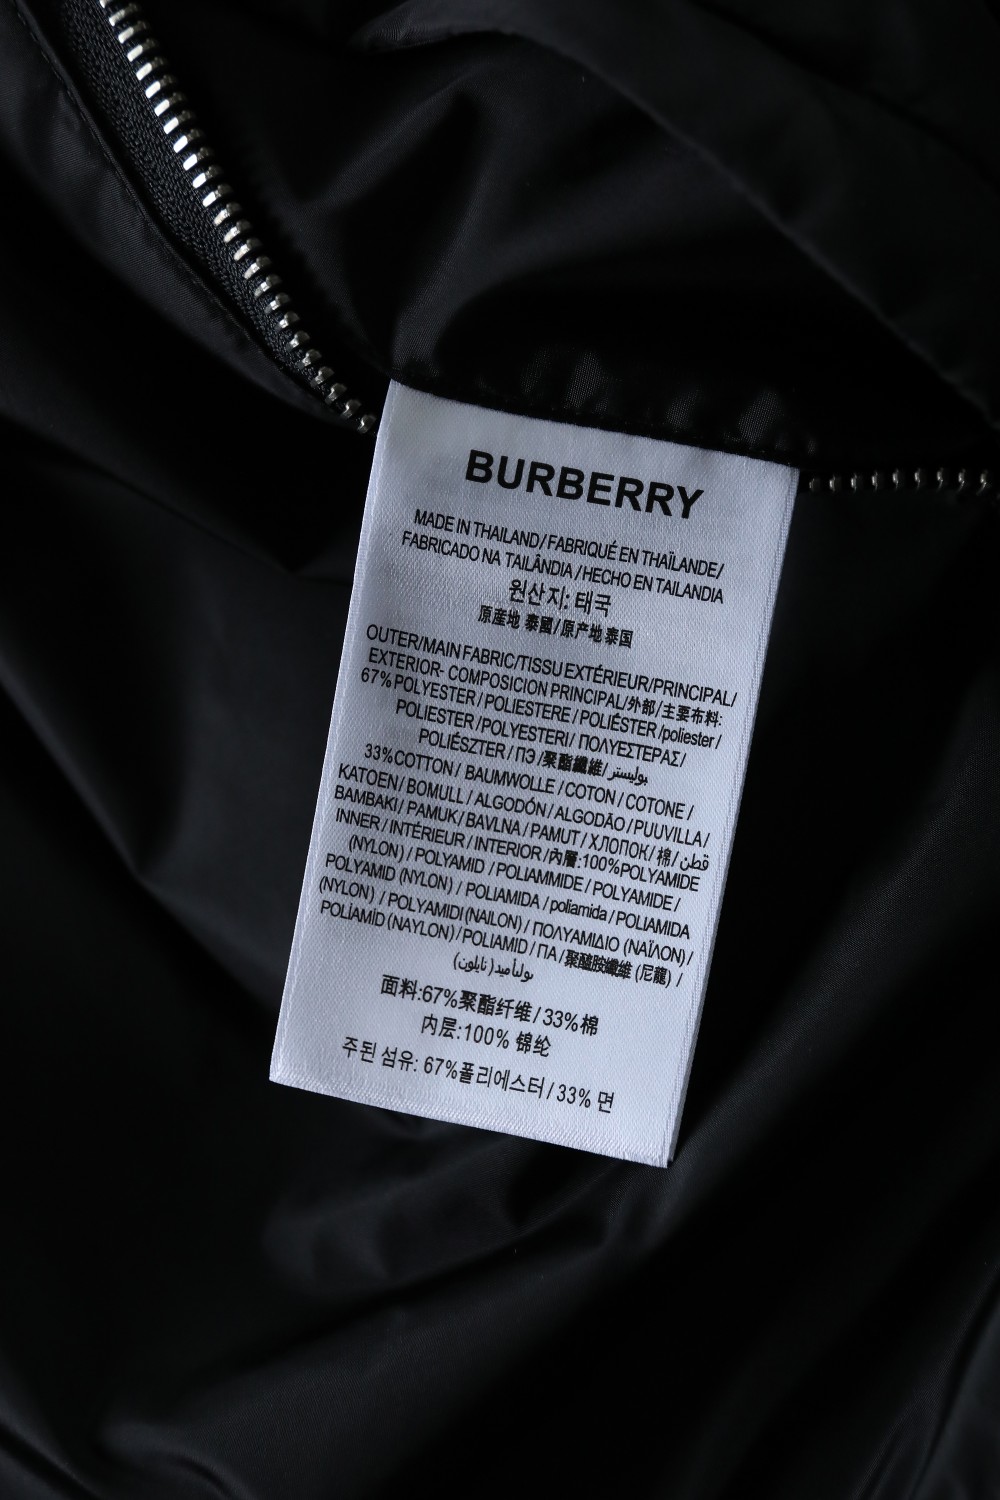 BURBERRY
MADE IN THAILAND/FABRIQUÉ EN THAÏLANDE/
FABRICADO NA TAILÂNDIA/HECHO EN TAILANDIA
원산지: 태국
原産地 泰國/原产地 泰国
OUTER/MAIN FABRIC/TISSU EXTÉRIEUR/PRINCIPAL/
EXTERIOR- COMPOSICION PRINCIPAL/外部/主要布料:
67%POLYESTER/POLIESTERE/POLIÉSTER/poliester/
POLIESTER/POLYESTERI/ΠΟΛΥΕΣΤΕΡΑΣ/
POLIÉSZTER/ПЭ/聚酯纖維/بوليستر
33%COTTON/BAUMWOLLE/COTON/COTONE/
KATOEN/BOMULL/ALGODÓN/ALGODÃO/PUUVILLA/
BAMBAKI/PAMUK/BAVLNA/PAMUT/ХЛОПОК/棉/قطن
INNER/INTÉRIEUR/INTERIOR/內層:100%POLYAMIDE
(NYLON)/POLYAMID/POLIAMMIDE/POLYAMIDE/
POLYAMID (NYLON)/POLIAMIDA/poliamida/POLIAMIDA
(NYLON)/POLYAMIDI(NAILON)/ΠΟΛΥΑΜΙΔΙΟ (ΝΑΪΛΟΝ)/
POLİAMİD(NAYLON)/POLIAMID/ПА/聚醯胺纖維(尼龍)/
بولياميد(نايلون)
面料:67%聚酯纤维/33%棉
内层:100% 锦纶
주된 섬유: 67%폴리에스터/33% 면